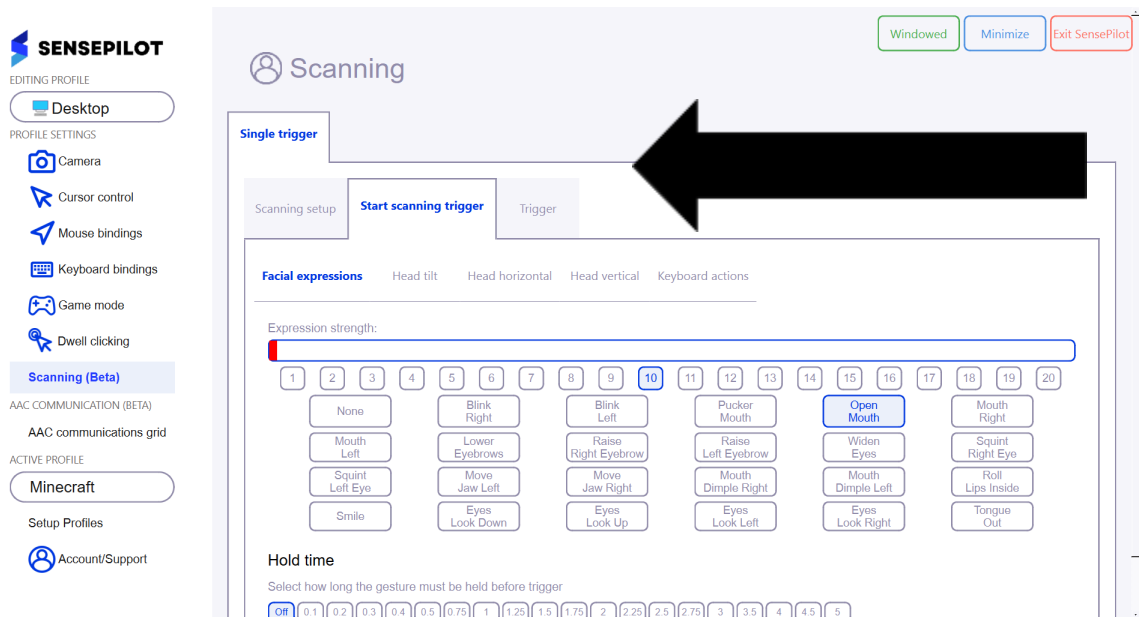 SENSEPILOT
EDITING PROFILE
Desktop
PROFILE SETTINGS
Camera
Cursor control
Mouse bindings
Keyboard bindings
Game mode
Dwell clicking
Scanning (Beta)
AAC COMMUNICATION (BETA)
AAC communications grid
ACTIVE PROFILE
Minecraft
Setup Profiles
Account/Support
Windowed Minimize Exit SensePilot
Scanning
Single trigger
Scanning setup Start scanning trigger Trigger
Facial expressions Head tilt Head horizontal Head vertical Keyboard actions
Expression strength:
1 2 3 4 5 6 7 8 9 10 11 12 13 14 15 16 17 18 19 20
None
Blink
Right
Blink
Left
Pucker
Mouth
Open
Mouth
Mouth
Right
Mouth
Left
Lower
Eyebrows
Raise
Right Eyebrow
Raise
Left Eyebrow
Widen
Eyes
Squint
Right Eye
Squint
Left Eye
Move
Jaw Left
Move
Jaw Right
Mouth
Dimple Right
Mouth
Dimple Left
Roll
Lips Inside
Smile
Eyes
Look Down
Eyes
Look Up
Eyes
Look Left
Eyes
Look Right
Tongue
Out
Hold time
Select how long the gesture must be held before trigger
Off 0.1 0.2 0.3 0.4 0.5 0.75 1 1.25 1.5 1.75 2 2.25 2.5 2.75 3 3.5 4 4.5 5